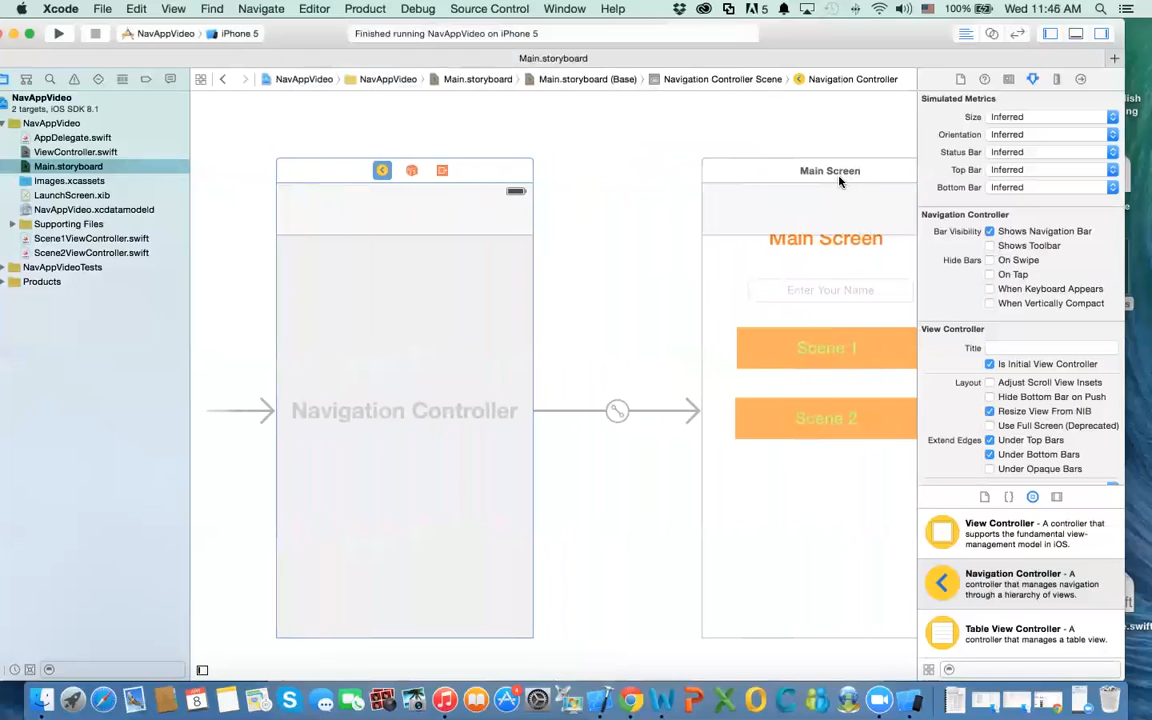 Xcode File Edit View Find Navigate Editor Product Debug Source Control Window Help 5 100% Wed 11:46 AM
NavAppVideo iPhone 5 Finished running NavAppVideo on iPhone 5
Main.storyboard
NavAppVideo NavAppVideo Main.storyboard Main.storyboard (Base) Navigation Controller Scene Navigation Controller
NavAppVideo
2 targets, iOS SDK 8.1
NavAppVideo
AppDelegate.swift
ViewController.swift
Main.storyboard
Images.xcassets
LaunchScreen.xib
NavAppVideo.xcdatamodeld
Supporting Files
Scene1ViewController.swift
Scene2ViewController.swift
NavAppVideoTests
Products
Navigation Controller
Main Screen
Main Screen
Enter Your Name
Scene 1
Scene 2
Simulated Metrics
Size Inferred
Orientation Inferred
Status Bar Inferred
Top Bar Inferred
Bottom Bar Inferred
Navigation Controller
Bar Visibility Shows Navigation Bar
Shows Toolbar
Hide Bars On Swipe
On Tap
When Keyboard Appears
When Vertically Compact
View Controller
Title
Is Initial View Controller
Layout Adjust Scroll View Insets
Hide Bottom Bar on Push
Resize View From NIB
Use Full Screen (Deprecated)
Extend Edges Under Top Bars
Under Bottom Bars
Under Opaque Bars
View Controller - A controller that
supports the fundamental view-
management model in iOS.
Navigation Controller - A
controller that manages navigation
through a hierarchy of views.
Table View Controller - A
controller that manages a table view.